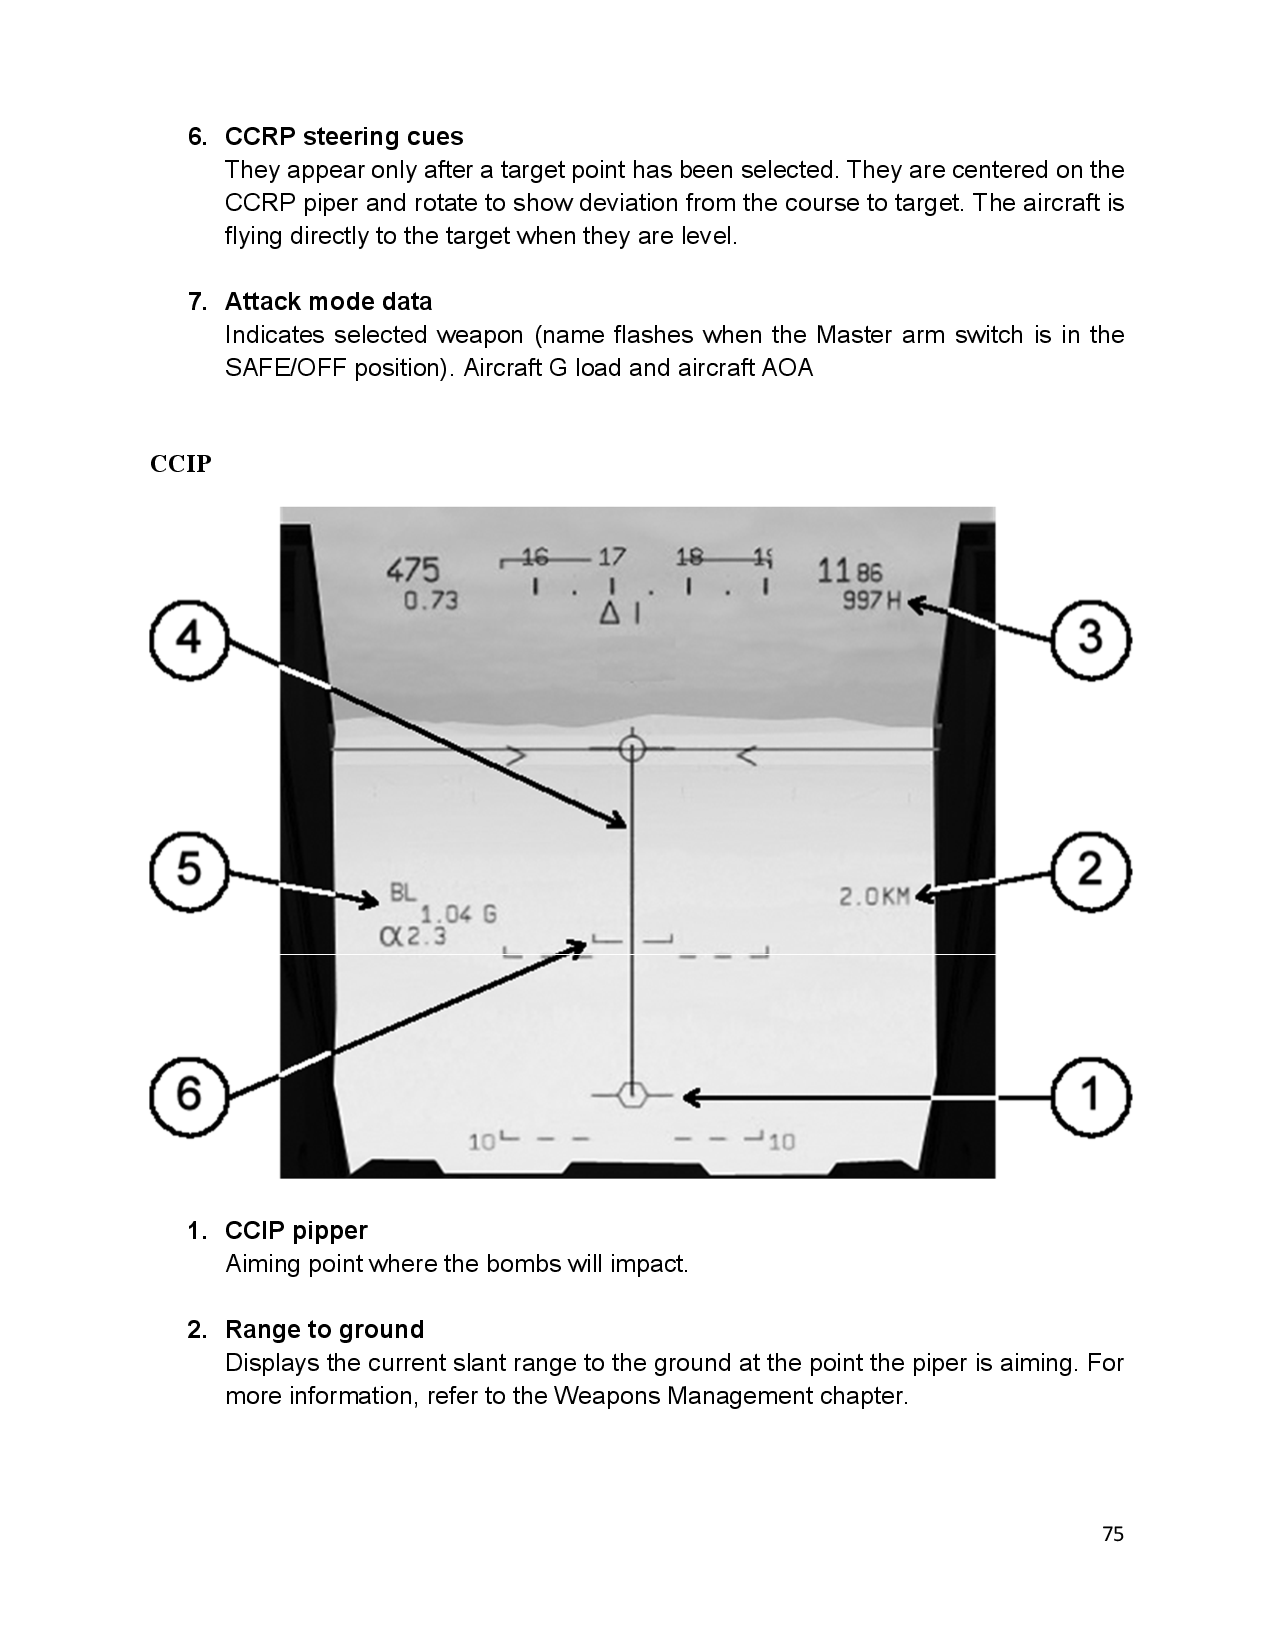 6. CCRP steering cues
They appear only after a target point has been selected. They are centered on the
CCRP piper and rotate to show deviation from the course to target. The aircraft is
flying directly to the target when they are level.
7. Attack mode data
Indicates selected weapon (name flashes when the Master arm switch is in the
SAFE/OFF position). Aircraft G load and aircraft AOA
CCIP
475 16 17 18 19 1186
0.73 997H
4 3
5 2
BL 2.0KM
1.04 G
α2.3
6 1
10 10
1. CCIP pipper
Aiming point where the bombs will impact.
2. Range to ground
Displays the current slant range to the ground at the point the piper is aiming. For
more information, refer to the Weapons Management chapter.
75